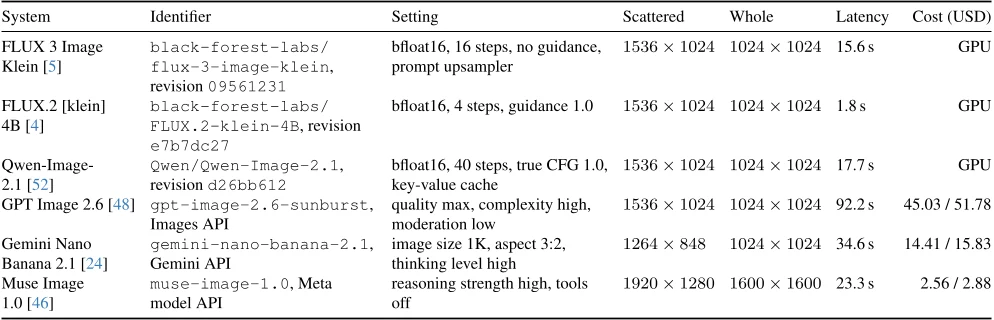 System Identifier Setting Scattered Whole Latency Cost (USD)
FLUX 3 Image black-forest-labs/ bfloat16, 16 steps, no guidance, 1536 × 1024 1024 × 1024 15.6 s GPU
Klein [5] flux-3-image-klein, prompt upsampler
revision 09561231
FLUX.2 [klein] black-forest-labs/ bfloat16, 4 steps, guidance 1.0 1536 × 1024 1024 × 1024 1.8 s GPU
4B [4] FLUX.2-klein-4B, revision
e7b7dc27
Qwen-Image- Qwen/Qwen-Image-2.1, bfloat16, 40 steps, true CFG 1.0, 1536 × 1024 1024 × 1024 17.7 s GPU
2.1 [52] revision d26bb612 key-value cache
GPT Image 2.6 [48] gpt-image-2.6-sunburst, quality max, complexity high, 1536 × 1024 1024 × 1024 92.2 s 45.03 / 51.78
Images API moderation low
Gemini Nano gemini-nano-banana-2.1, image size 1K, aspect 3:2, 1264 × 848 1024 × 1024 34.6 s 14.41 / 15.83
Banana 2.1 [24] Gemini API thinking level high
Muse Image muse-image-1.0, Meta reasoning strength high, tools 1920 × 1280 1600 × 1600 23.3 s 2.56 / 2.88
1.0 [46] model API off